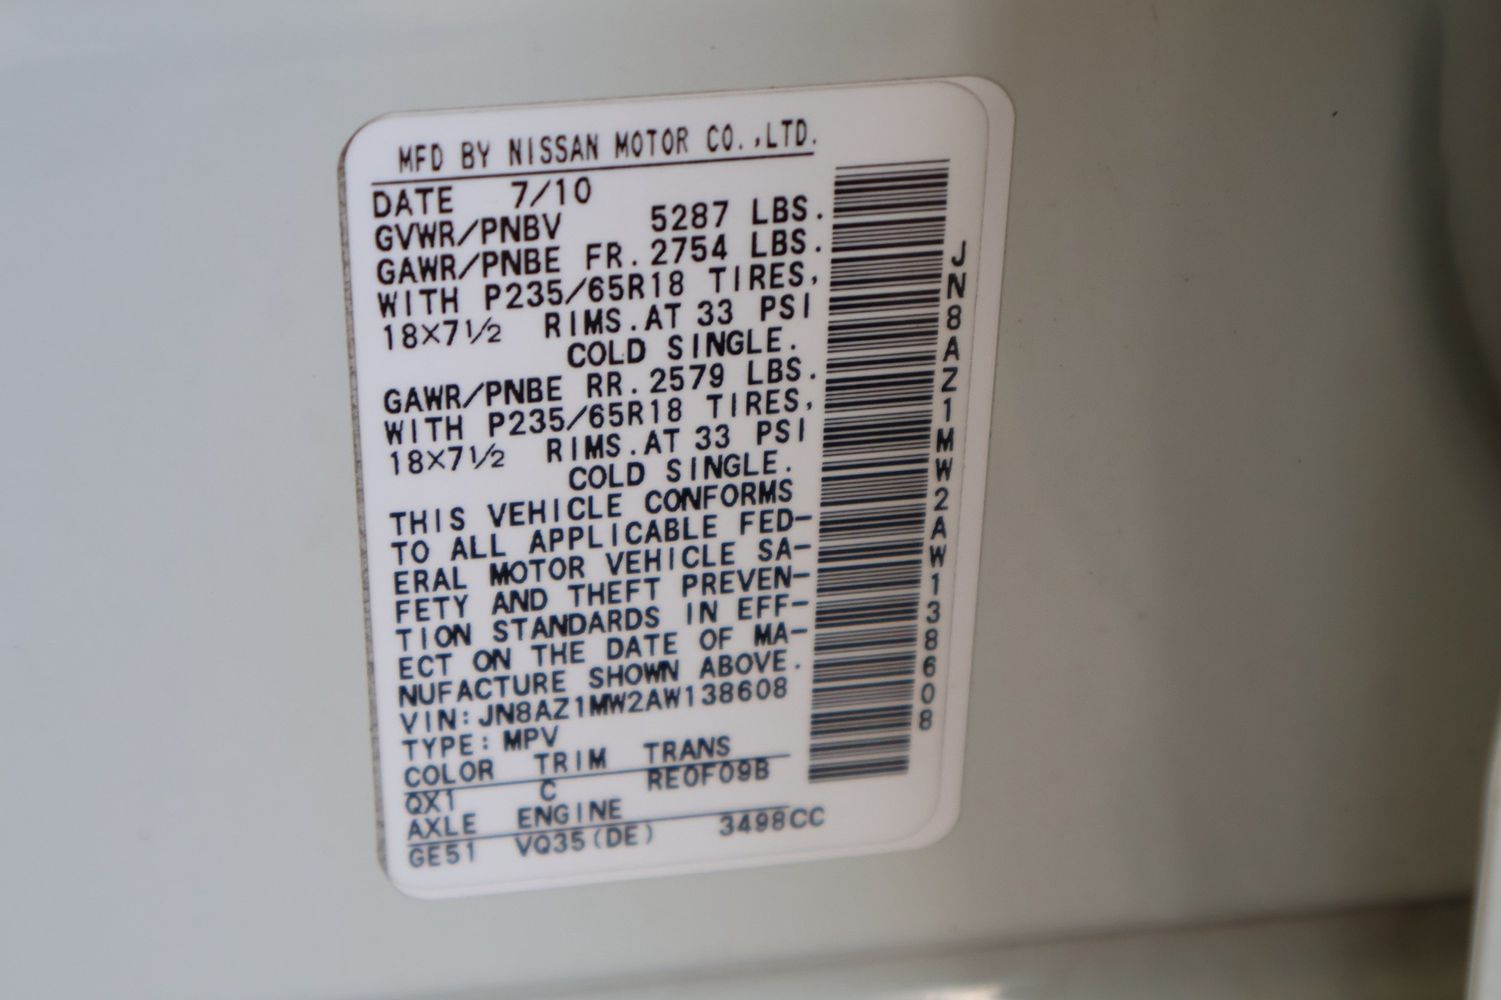 MFD BY NISSAN MOTOR CO.,LTD.
DATE 7/10
GVWR/PNBV 5287 LBS.
GAWR/PNBE FR. 2754 LBS.
WITH P235/65R18 TIRES,
18×7½ RIMS.AT 33 PSI
COLD SINGLE.
GAWR/PNBE RR. 2579 LBS.
WITH P235/65R18 TIRES,
18×7½ RIMS.AT 33 PSI
COLD SINGLE.
THIS VEHICLE CONFORMS
TO ALL APPLICABLE FED-
ERAL MOTOR VEHICLE SA-
FETY AND THEFT PREVEN-
TION STANDARDS IN EFF-
ECT ON THE DATE OF MA-
NUFACTURE SHOWN ABOVE.
VIN:JN8AZ1MW2AW138608
TYPE:MPV
COLOR TRIM TRANS
QX1 C RE0F09B
AXLE ENGINE
GE51 VQ35(DE) 3498CC
JN8AZ1MW2AW138608